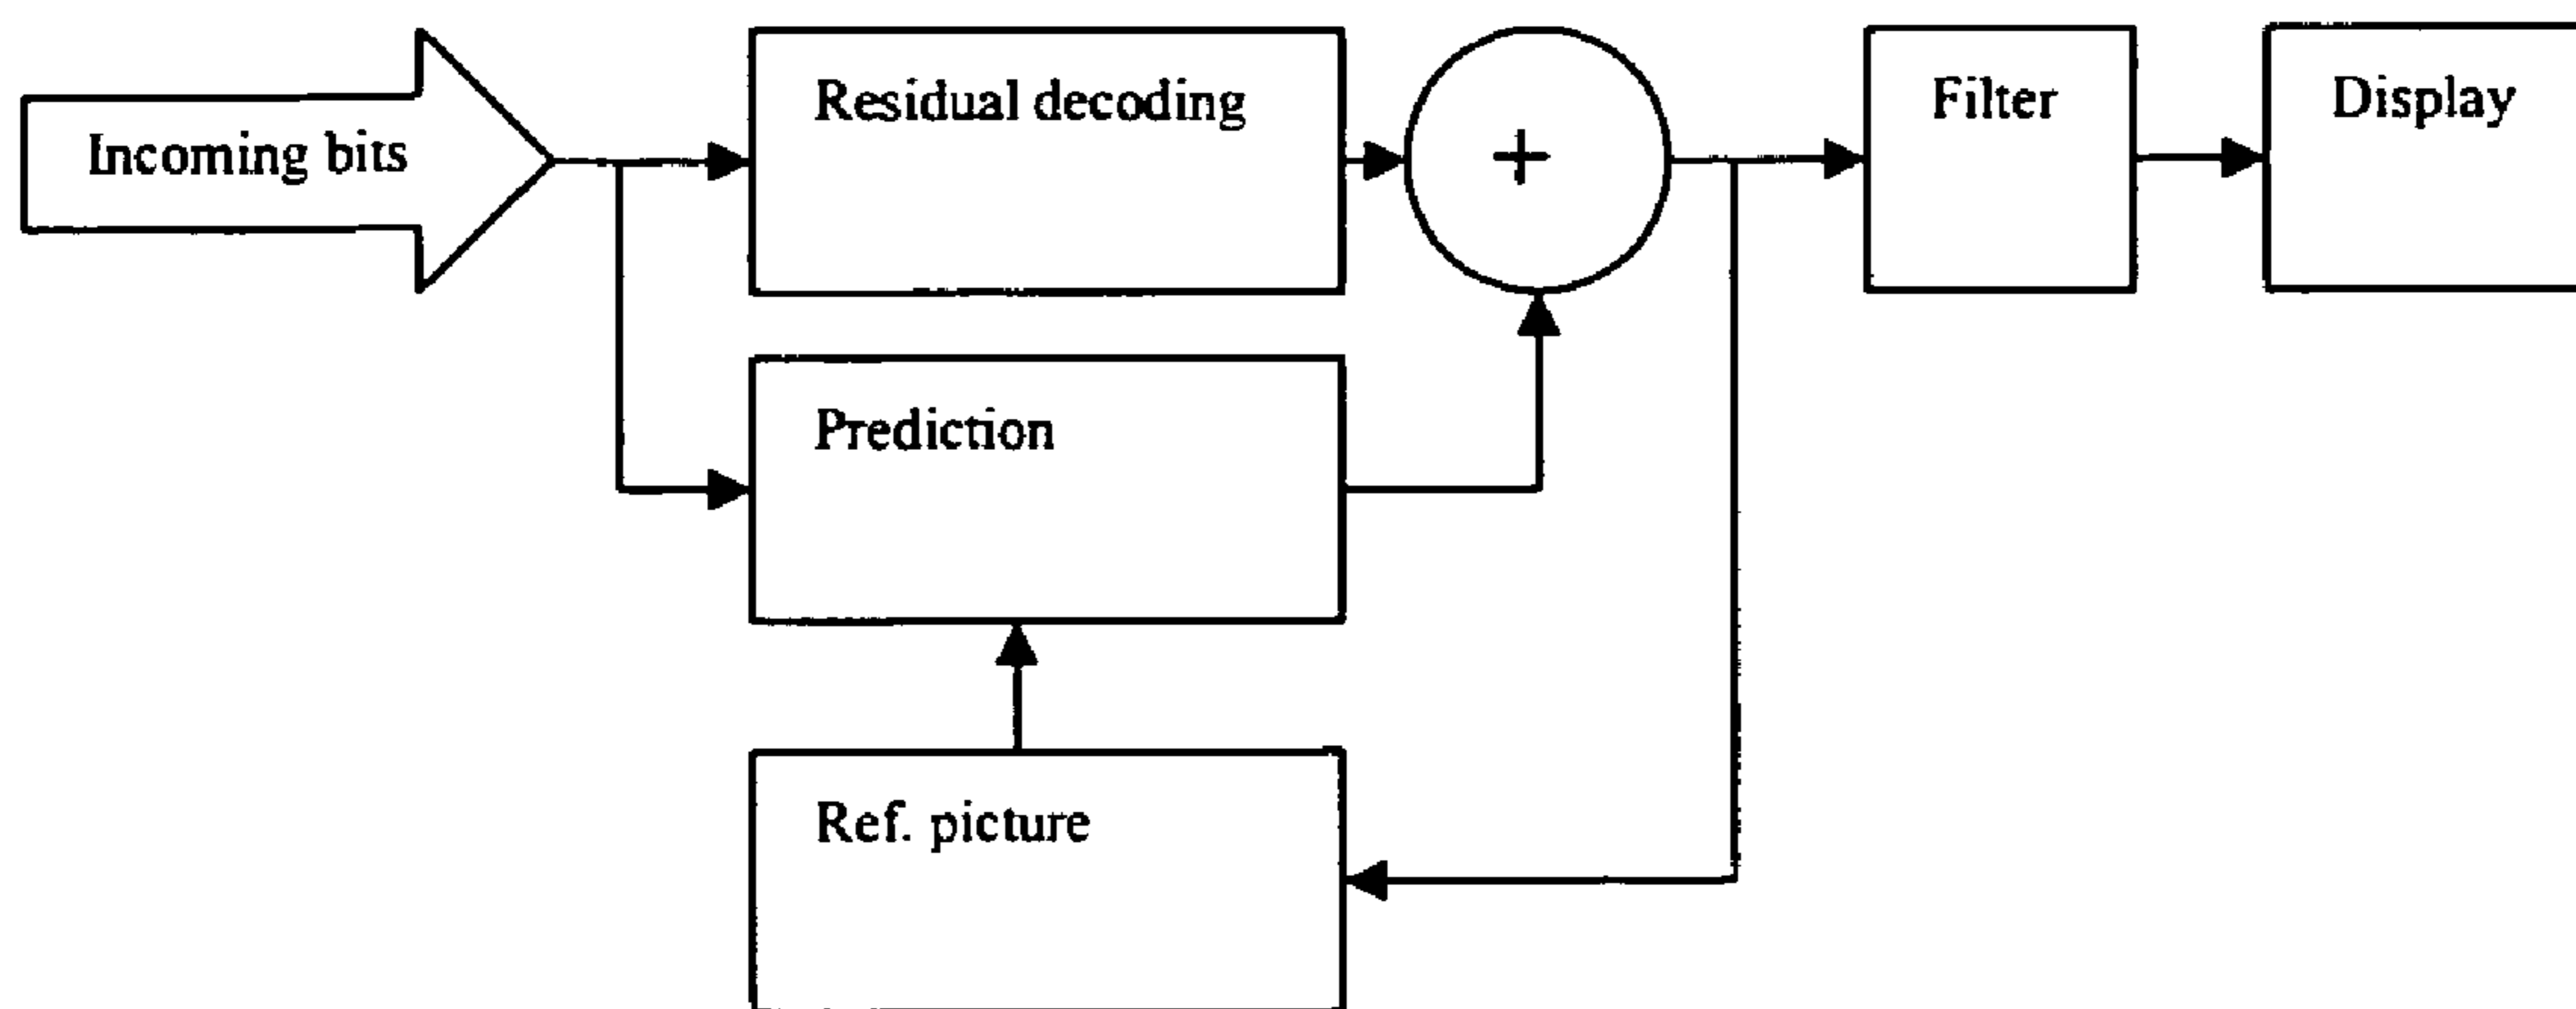 Incoming bits
Residual decoding
+
Filter
Display
Prediction
Ref. picture